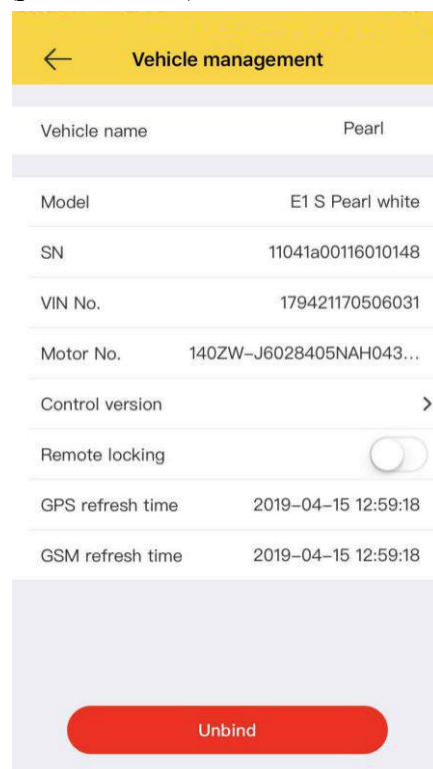 Vehicle management
Vehicle name Pearl
Model E1 S Pearl white
SN 11041a00116010148
VIN No. 179421170506031
Motor No. 140ZW-J6028405NAH043...
Control version
Remote locking
GPS refresh time 2019-04-15 12:59:18
GSM refresh time 2019-04-15 12:59:18
Unbind